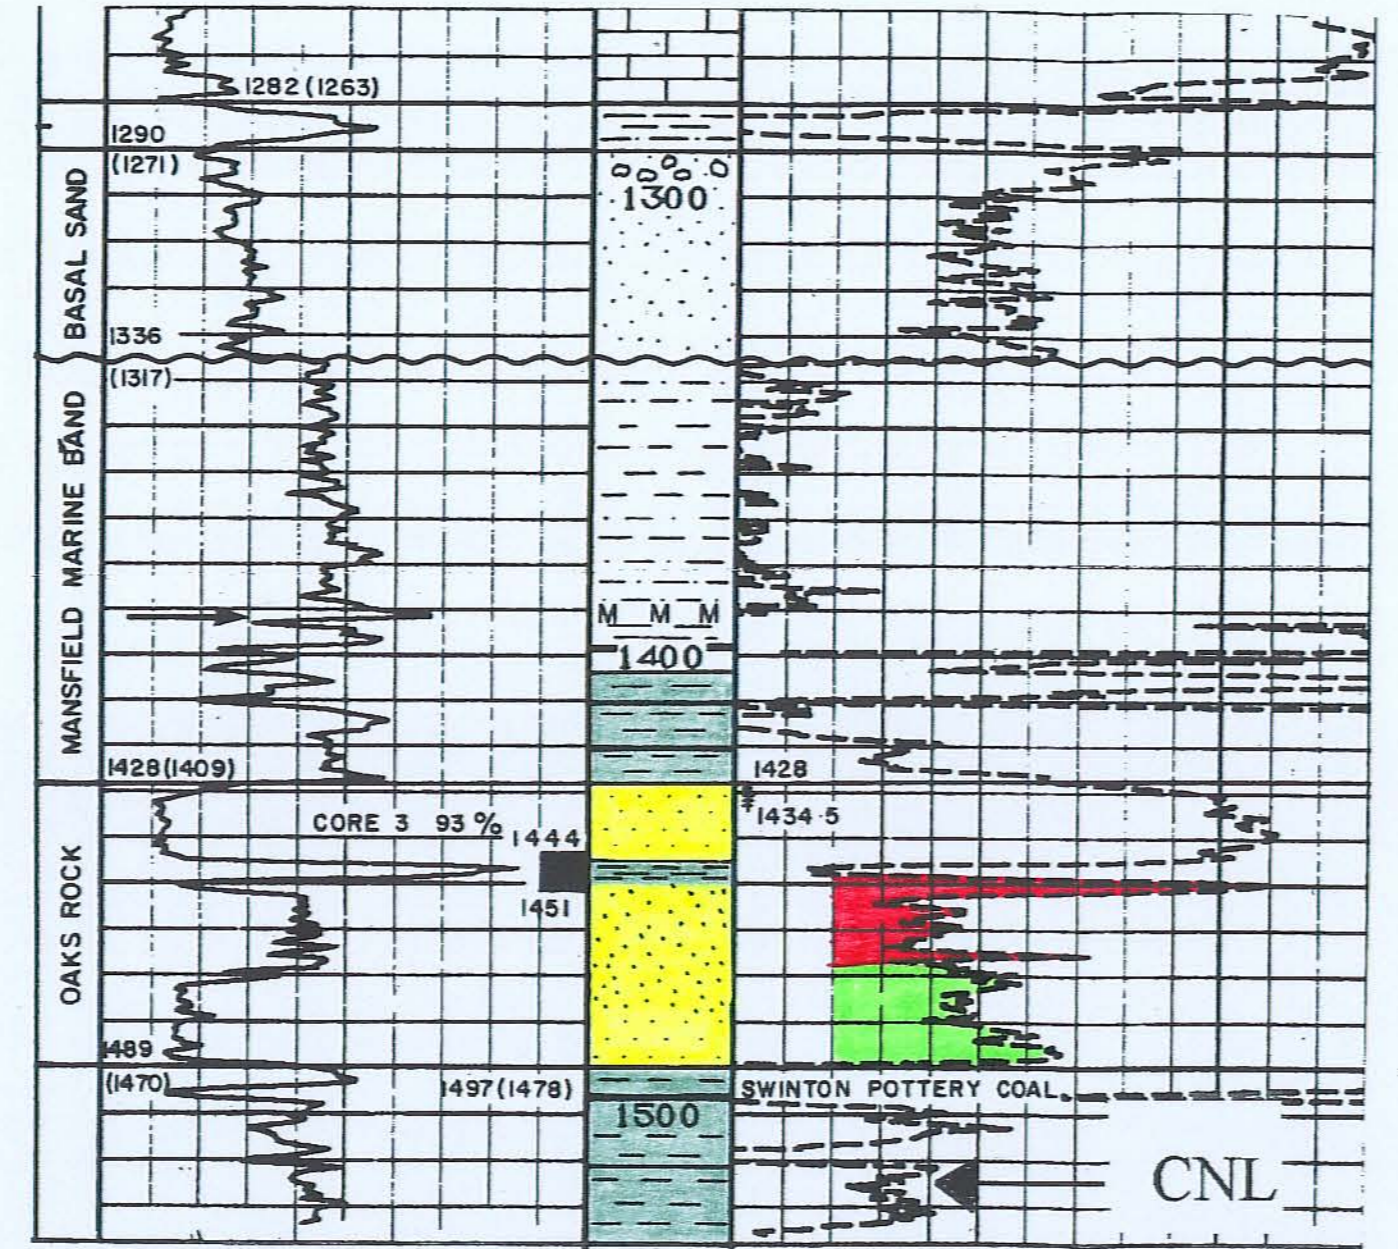 1282 (1263)
1290
(1271)
BASAL SAND
1300
1336
(1317)
MANSFIELD MARINE BAND
M M M
1400
1428 (1409)
1428
1434·5
CORE 3 93 %
1444
1451
OAKS ROCK
1489
(1470)
1497 (1478)
SWINTON POTTERY COAL
1500
CNL